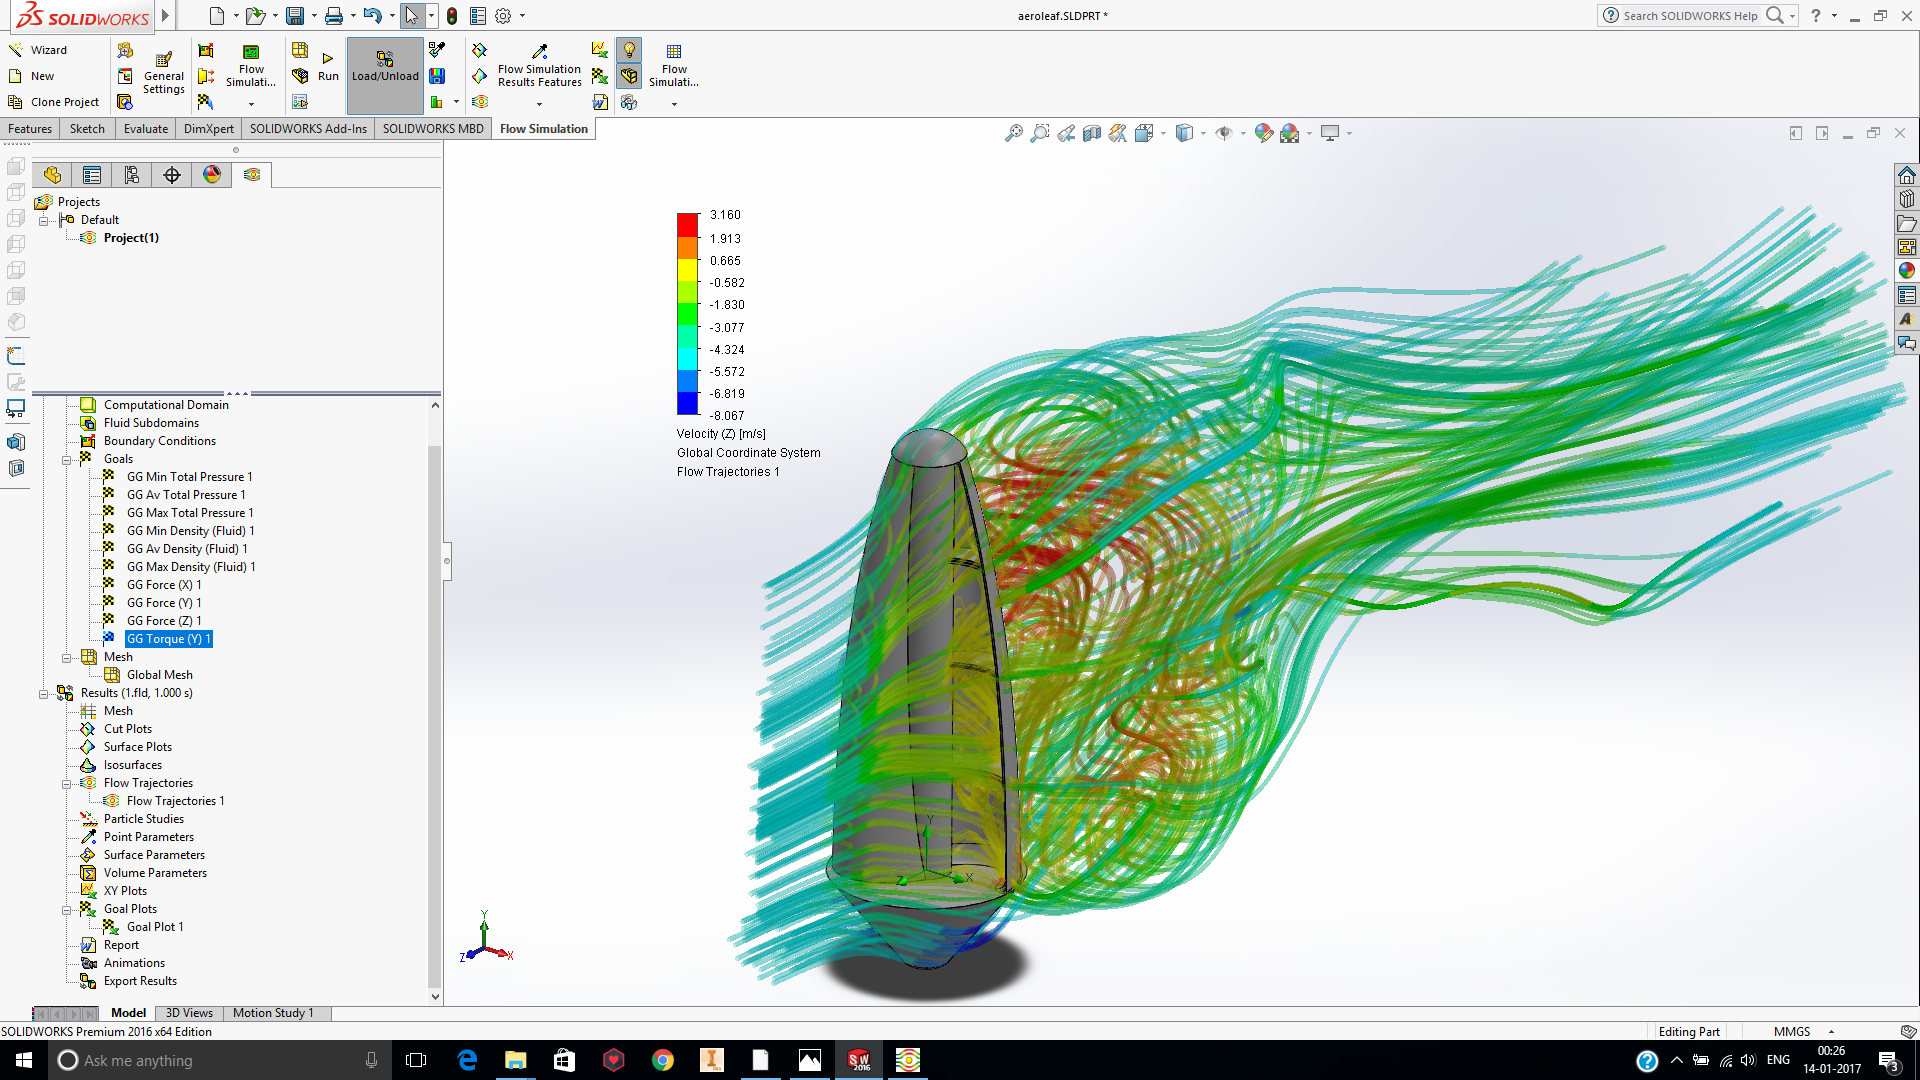 SOLIDWORKS
aeroleaf.SLDPRT *
Search SOLIDWORKS Help
Wizard
New
Clone Project
General
Settings
Flow
Simulati...
Run
Load/Unload
Flow Simulation
Results Features
Flow
Simulati...
Features
Sketch
Evaluate
DimXpert
SOLIDWORKS Add-Ins
SOLIDWORKS MBD
Flow Simulation
Projects
Default
Project(1)
Computational Domain
Fluid Subdomains
Boundary Conditions
Goals
GG Min Total Pressure 1
GG Av Total Pressure 1
GG Max Total Pressure 1
GG Min Density (Fluid) 1
GG Av Density (Fluid) 1
GG Max Density (Fluid) 1
GG Force (X) 1
GG Force (Y) 1
GG Force (Z) 1
GG Torque (Y) 1
Mesh
Global Mesh
Results (1.fld, 1.000 s)
Mesh
Cut Plots
Surface Plots
Isosurfaces
Flow Trajectories
Flow Trajectories 1
Particle Studies
Point Parameters
Surface Parameters
Volume Parameters
XY Plots
Goal Plots
Goal Plot 1
Report
Animations
Export Results
3.160
1.913
0.665
-0.582
-1.830
-3.077
-4.324
-5.572
-6.819
-8.067
Velocity (Z) [m/s]
Global Coordinate System
Flow Trajectories 1
Y
Z
X
Y
Z
X
Model
3D Views
Motion Study 1
SOLIDWORKS Premium 2016 x64 Edition
Editing Part
MMGS
Ask me anything
SW
2016
ENG
00:26
14-01-2017
3